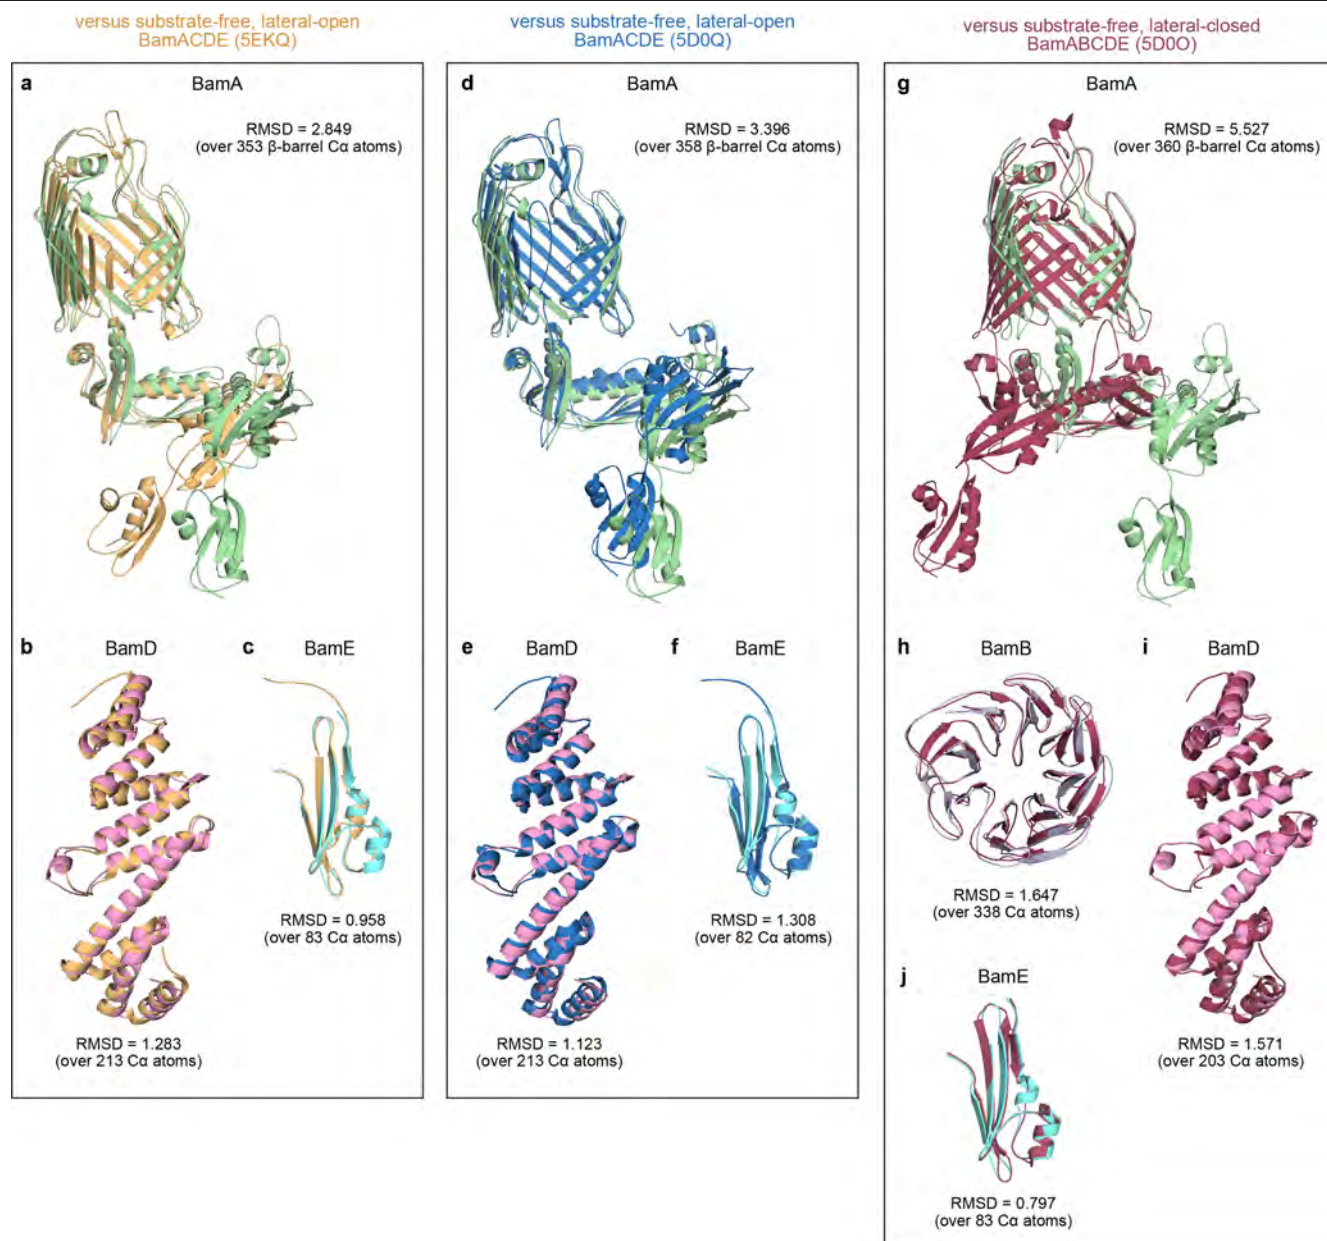 versus substrate-free, lateral-open
BamACDE (5EKQ)
a
BamA
RMSD = 2.849
(over 353 β-barrel Cα atoms)
b
BamD
RMSD = 1.283
(over 213 Cα atoms)
c
BamE
RMSD = 0.958
(over 83 Cα atoms)
versus substrate-free, lateral-open
BamACDE (5D0Q)
d
BamA
RMSD = 3.396
(over 358 β-barrel Cα atoms)
e
BamD
RMSD = 1.123
(over 213 Cα atoms)
f
BamE
RMSD = 1.308
(over 82 Cα atoms)
versus substrate-free, lateral-closed
BamABCDE (5D0O)
g
BamA
RMSD = 5.527
(over 360 β-barrel Cα atoms)
h
BamB
RMSD = 1.647
(over 338 Cα atoms)
i
BamD
RMSD = 1.571
(over 203 Cα atoms)
j
BamE
RMSD = 0.797
(over 83 Cα atoms)